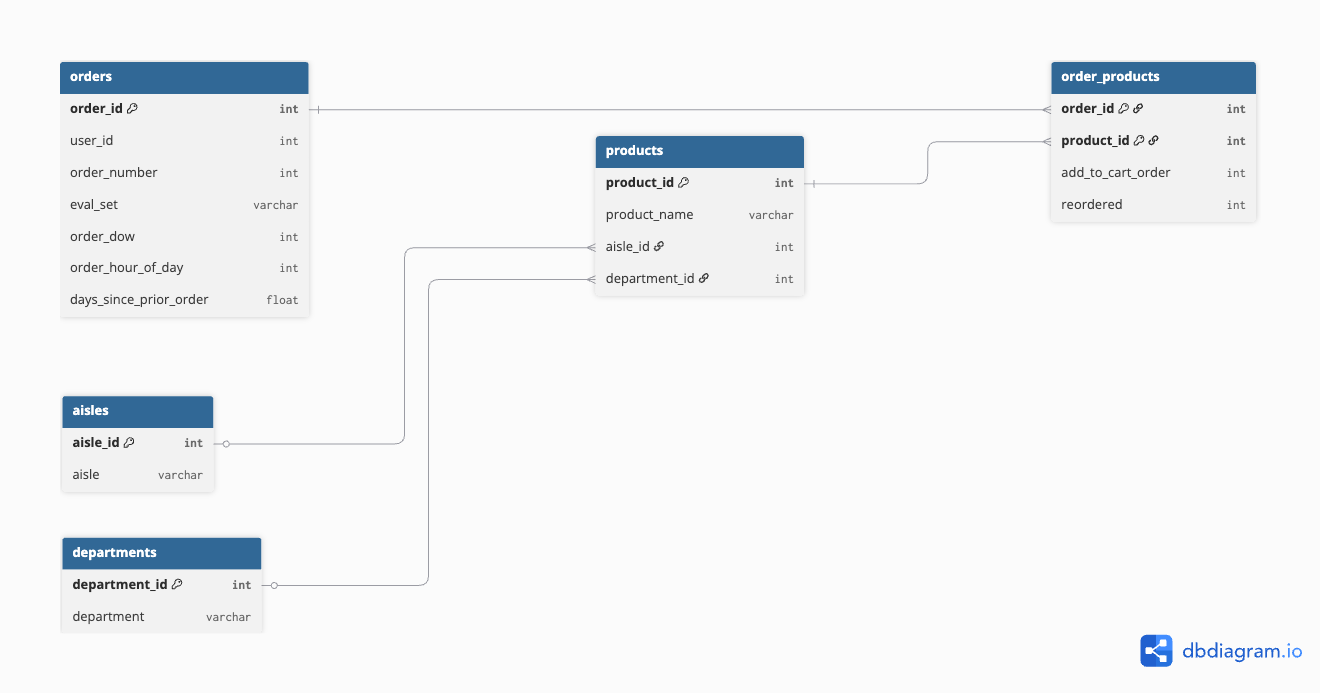 orders
order_id int
user_id int
order_number int
eval_set varchar
order_dow int
order_hour_of_day int
days_since_prior_order float
products
product_id int
product_name varchar
aisle_id int
department_id int
order_products
order_id int
product_id int
add_to_cart_order int
reordered int
aisles
aisle_id int
aisle varchar
departments
department_id int
department varchar
dbdiagram.io